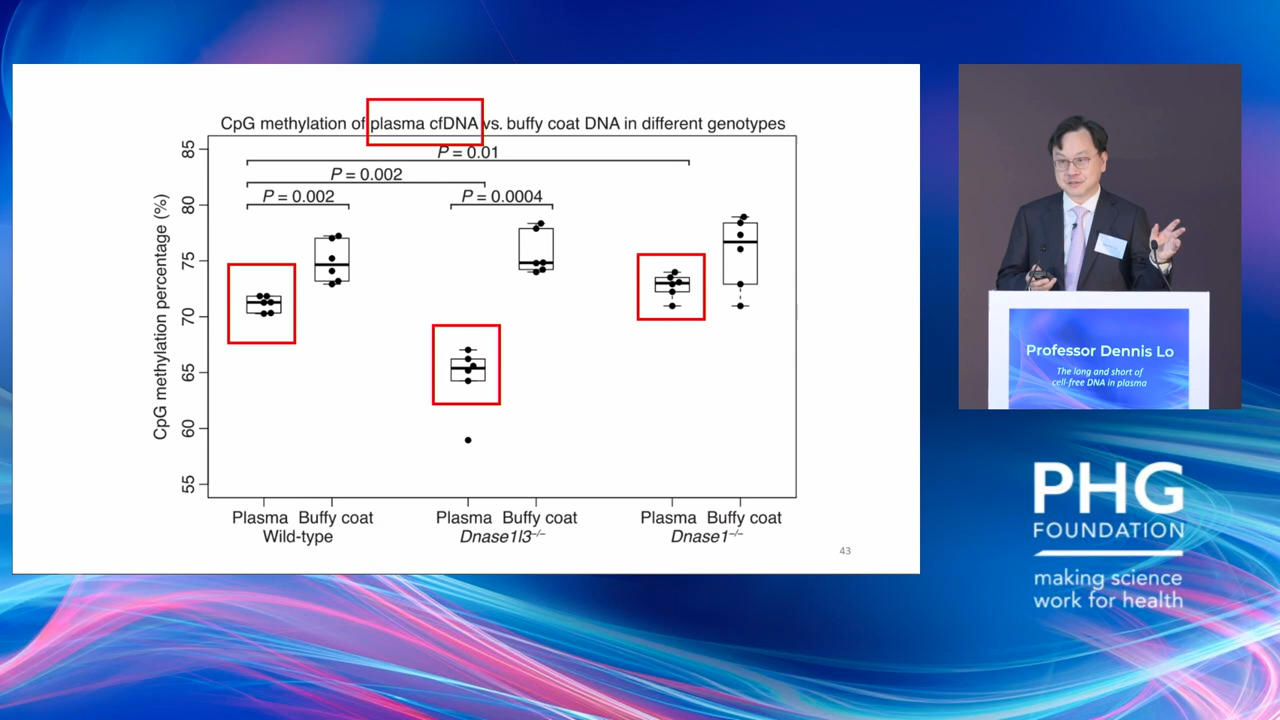 CpG methylation of plasma cfDNA vs. buffy coat DNA in different genotypes
CpG methylation percentage (%)
85
80
75
70
65
60
55
P = 0.01
P = 0.002
P = 0.002
P = 0.0004
Plasma Buffy coat
Wild-type
Plasma Buffy coat
Dnase1l3−/−
Plasma Buffy coat
Dnase1−/−
43
Professor Dennis Lo
The long and short of
cell-free DNA in plasma
PHG
FOUNDATION
making science
work for health